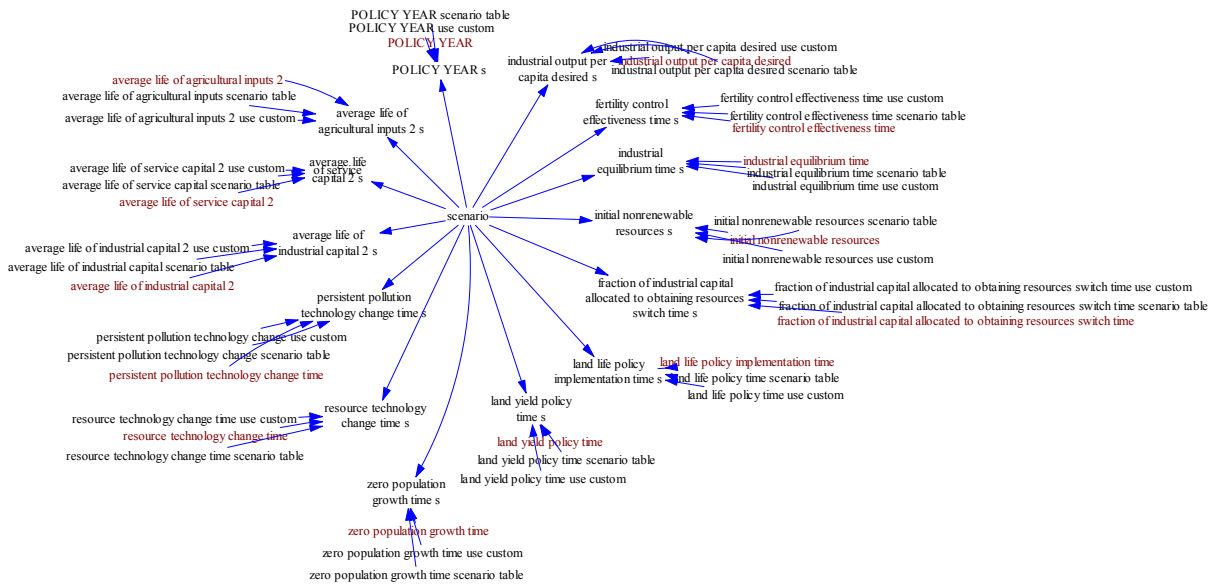 POLICY YEAR scenario table
POLICY YEAR use custom
POLICY YEAR
POLICY YEAR s
industrial output per capita desired use custom
industrial output per capita desired
industrial output per capita desired scenario table
industrial output per
capita desired s
average life of agricultural inputs 2
average life of agricultural inputs scenario table
average life of agricultural inputs 2 use custom
average life of
agricultural inputs 2 s
fertility control
effectiveness time s
fertility control effectiveness time use custom
fertility control effectiveness time scenario table
fertility control effectiveness time
average life of service capital 2 use custom
average life of service capital scenario table
average life of service capital 2
average life
of service
capital 2 s
industrial
equilibrium time s
industrial equilibrium time
industrial equilibrium time scenario table
industrial equilibrium time use custom
scenario
initial nonrenewable
resources s
initial nonrenewable resources scenario table
initial nonrenewable resources
initial nonrenewable resources use custom
average life of industrial capital 2 use custom
average life of industrial capital scenario table
average life of industrial capital 2
average life of
industrial capital 2 s
fraction of industrial capital
allocated to obtaining resources
switch time s
fraction of industrial capital allocated to obtaining resources switch time use custom
fraction of industrial capital allocated to obtaining resources switch time scenario table
fraction of industrial capital allocated to obtaining resources switch time
persistent pollution
technology change time s
persistent pollution technology change use custom
persistent pollution technology change scenario table
persistent pollution technology change time
land life policy
implementation time s
land life policy implementation time
land life policy time scenario table
land life policy time use custom
resource technology change time use custom
resource technology change time
resource technology change time scenario table
resource technology
change time s
land yield policy
time s
land yield policy time
land yield policy time scenario table
land yield policy time use custom
zero population
growth time s
zero population growth time
zero population growth time use custom
zero population growth time scenario table